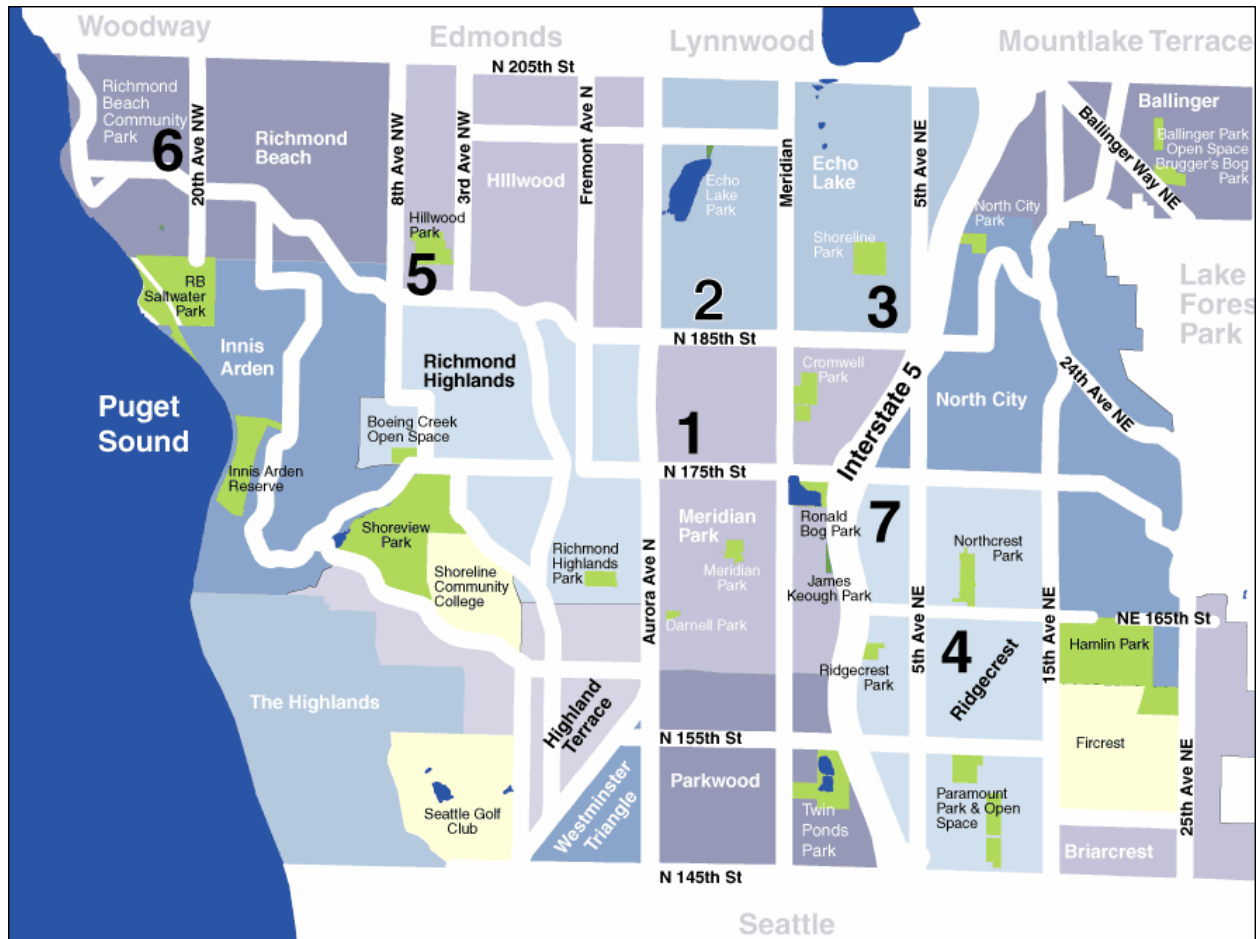 Woodway
Edmonds
Lynnwood
Mountlake Terrace
N 205th St
Richmond
Beach
Community
Park
6
20th Ave NW
Richmond
Beach
8th Ave NW
3rd Ave NW
HIllwood
Fremont Ave N
Meridian
Echo
Lake
Echo
Lake
Park
5th Ave NE
Ballinger
Ballinger Way NE
Ballinger Park
Open Space
Brugger's Bog
Park
North City
Park
Hillwood
Park
5
Shoreline
Park
2
3
RB
Saltwater
Park
Lake
Fores
Park
N 185th St
Innis
Arden
Richmond
Highlands
Cromwell
Park
Interstate 5
North City
24th Ave NE
Puget
Sound
Boeing Creek
Open Space
1
N 175th St
Innis Arden
Reserve
Shoreview
Park
Meridian
Park
Ronald
Bog Park
7
Northcrest
Park
Richmond
Highlands
Park
Shoreline
Community
College
Meridian
Park
James
Keough Park
Aurora Ave N
Darnell Park
5th Ave NE
15th Ave NE
NE 165th St
4
Hamlin Park
Ridgecrest
Park
Ridgecrest
The Highlands
Highland
Terrace
N 155th St
Fircrest
Parkwood
Westminster
Triangle
Seattle Golf
Club
Twin
Ponds
Park
Paramount
Park & Open
Space
25th Ave NE
Briarcrest
N 145th St
Seattle